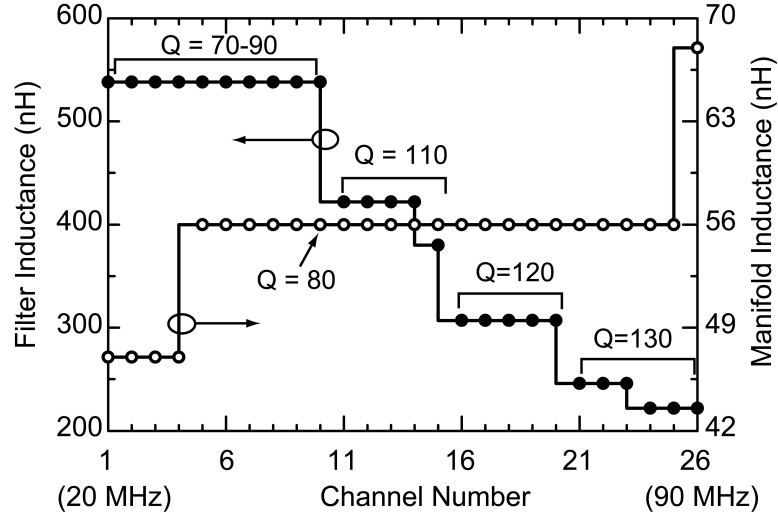 600
500
400
300
200
Filter Inductance (nH)
70
63
56
49
42
Manifold Inductance (nH)
Q = 70-90
Q = 110
Q = 80
Q=120
Q=130
1 6 11 16 21 26
(20 MHz) Channel Number (90 MHz)